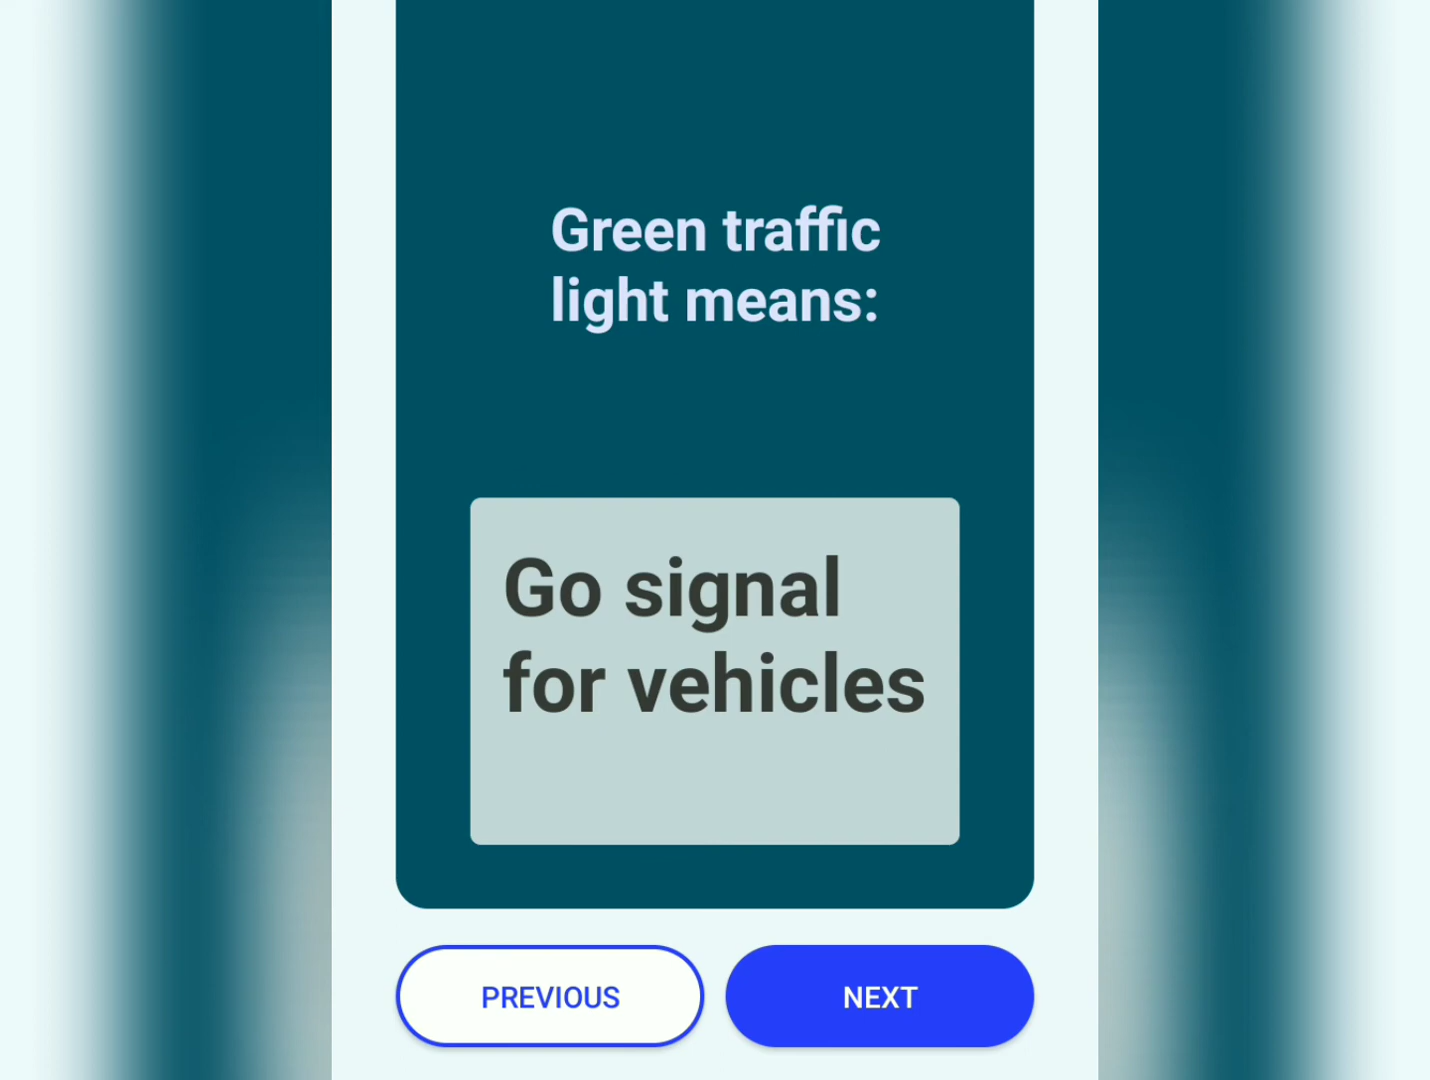 Green traffic
light means:
Go signal
for vehicles
PREVIOUS
NEXT